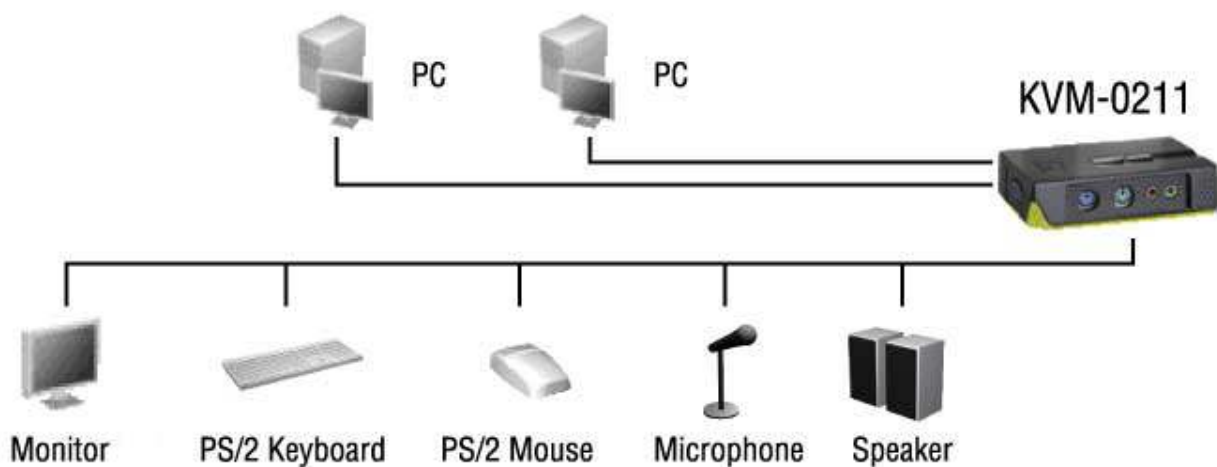 PC
PC
KVM-0211
Monitor
PS/2 Keyboard
PS/2 Mouse
Microphone
Speaker